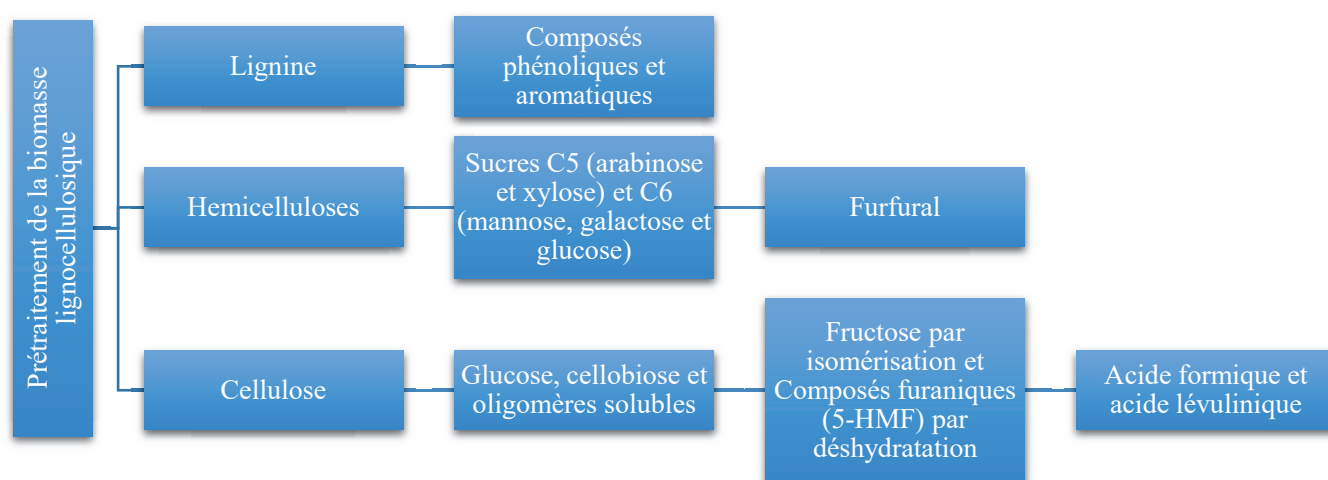 Prétraitement de la biomasse
lignocellulosique
Lignine
Composés
phénoliques et
aromatiques
Hemicelluloses
Sucres C5 (arabinose
et xylose) et C6
(mannose, galactose et
glucose)
Furfural
Cellulose
Glucose, cellobiose et
oligomères solubles
Fructose par
isomérisation et
Composés furaniques
(5-HMF) par
déshydratation
Acide formique et
acide lévulinique